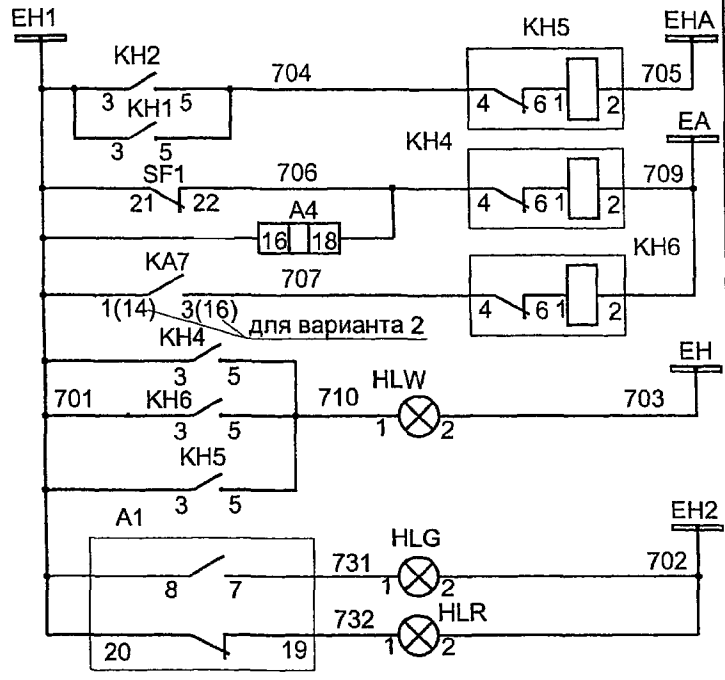 EH1 KH5 EHA
KH2 704 705
3 5 4 6 1 2
KH1
3 5 KH4 EA
SF1 706 709
21 22 A4 4 6 1 2
16 18
KA7 707 KH6
1(14) 3(16) 4 6 1 2
для варианта 2
KH4
3 5 HLW EH
701 KH6 710 703
3 5 1 2
KH5
3 5
A1 EH2
HLG
731 702
8 7 1 2
732 HLR
20 19 1 2